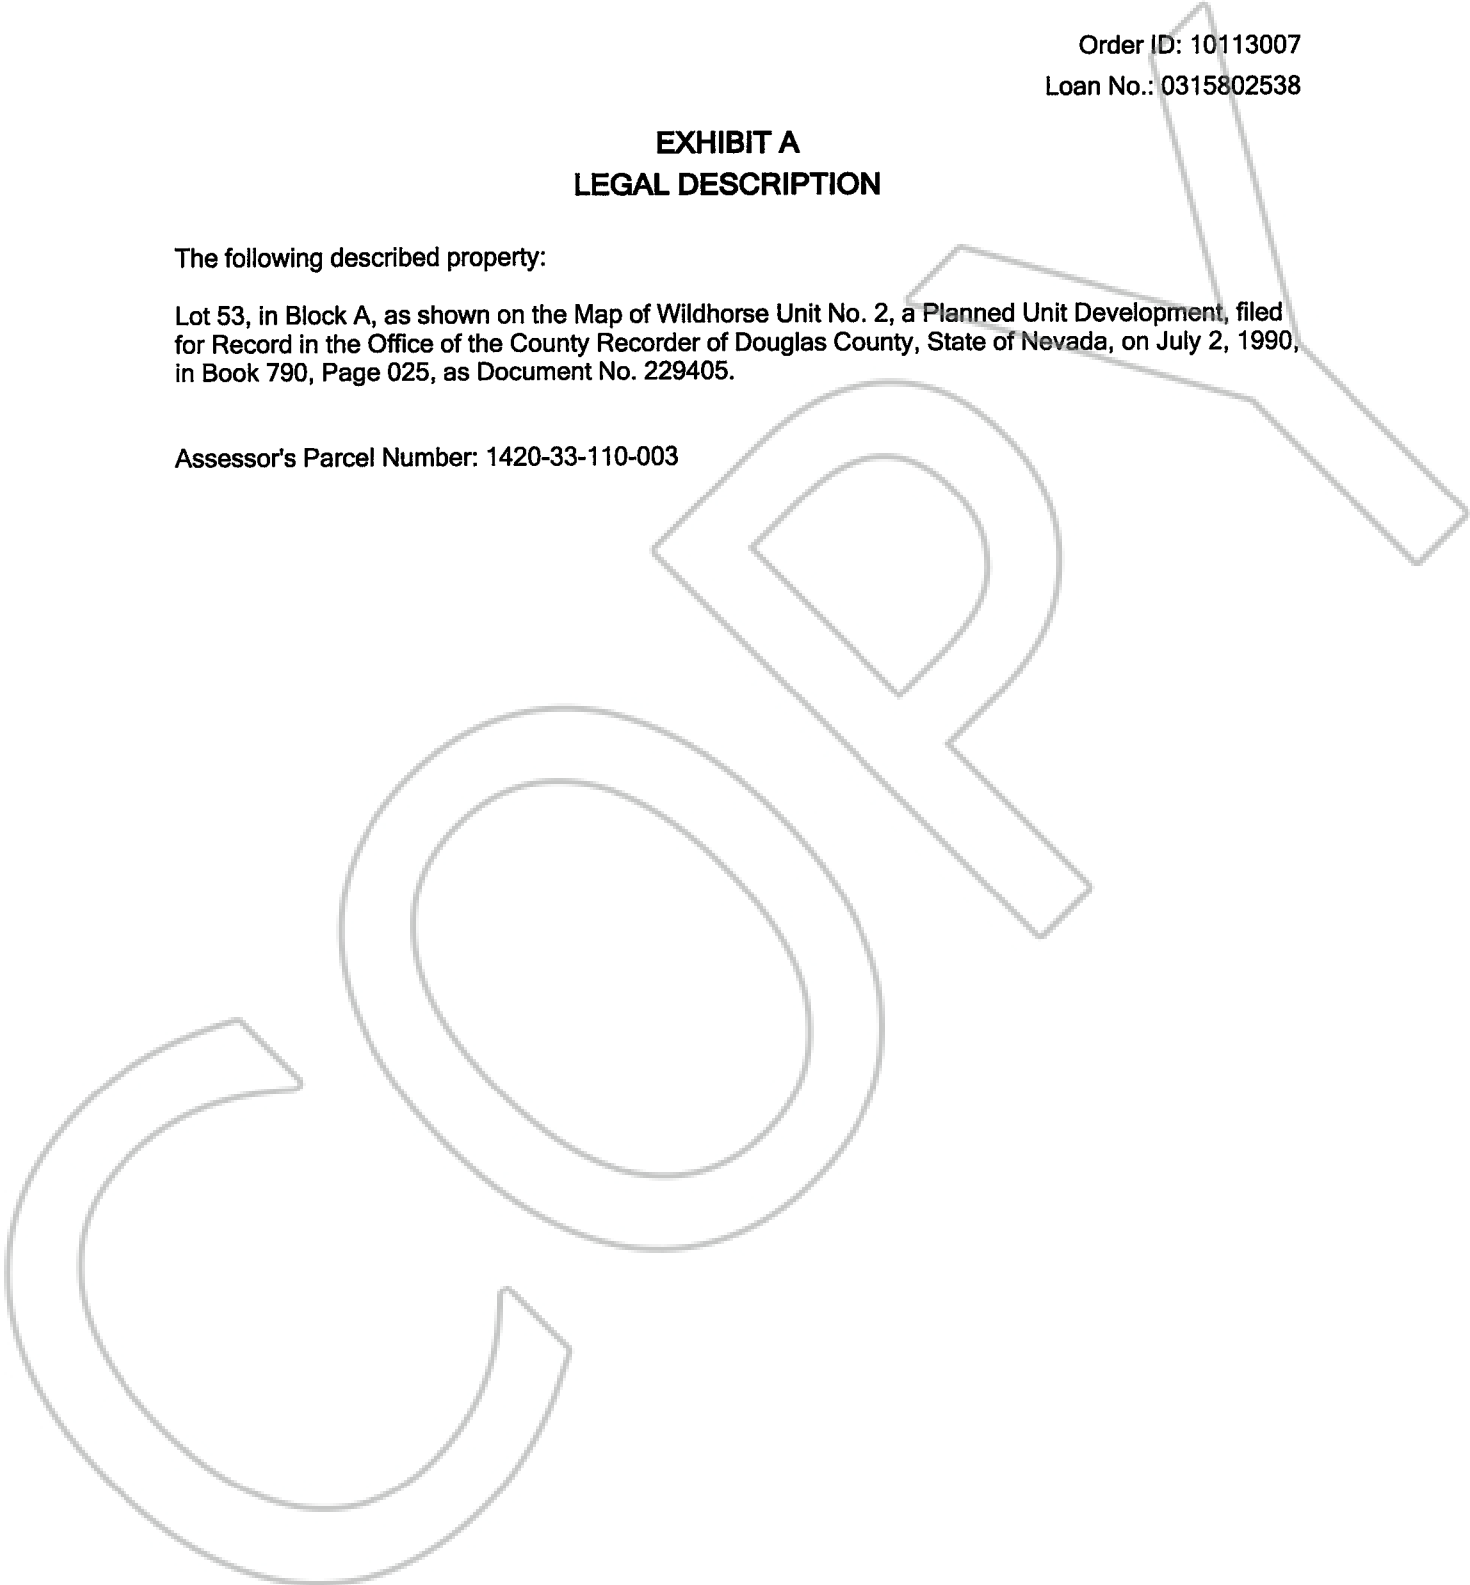 Order ID: 10113007
Loan No.: 0315802538
EXHIBIT A
LEGAL DESCRIPTION
The following described property:
Lot 53, in Block A, as shown on the Map of Wildhorse Unit No. 2, a Planned Unit Development, filed
for Record in the Office of the County Recorder of Douglas County, State of Nevada, on July 2, 1990,
in Book 790, Page 025, as Document No. 229405.
Assessor's Parcel Number: 1420-33-110-003
COPY